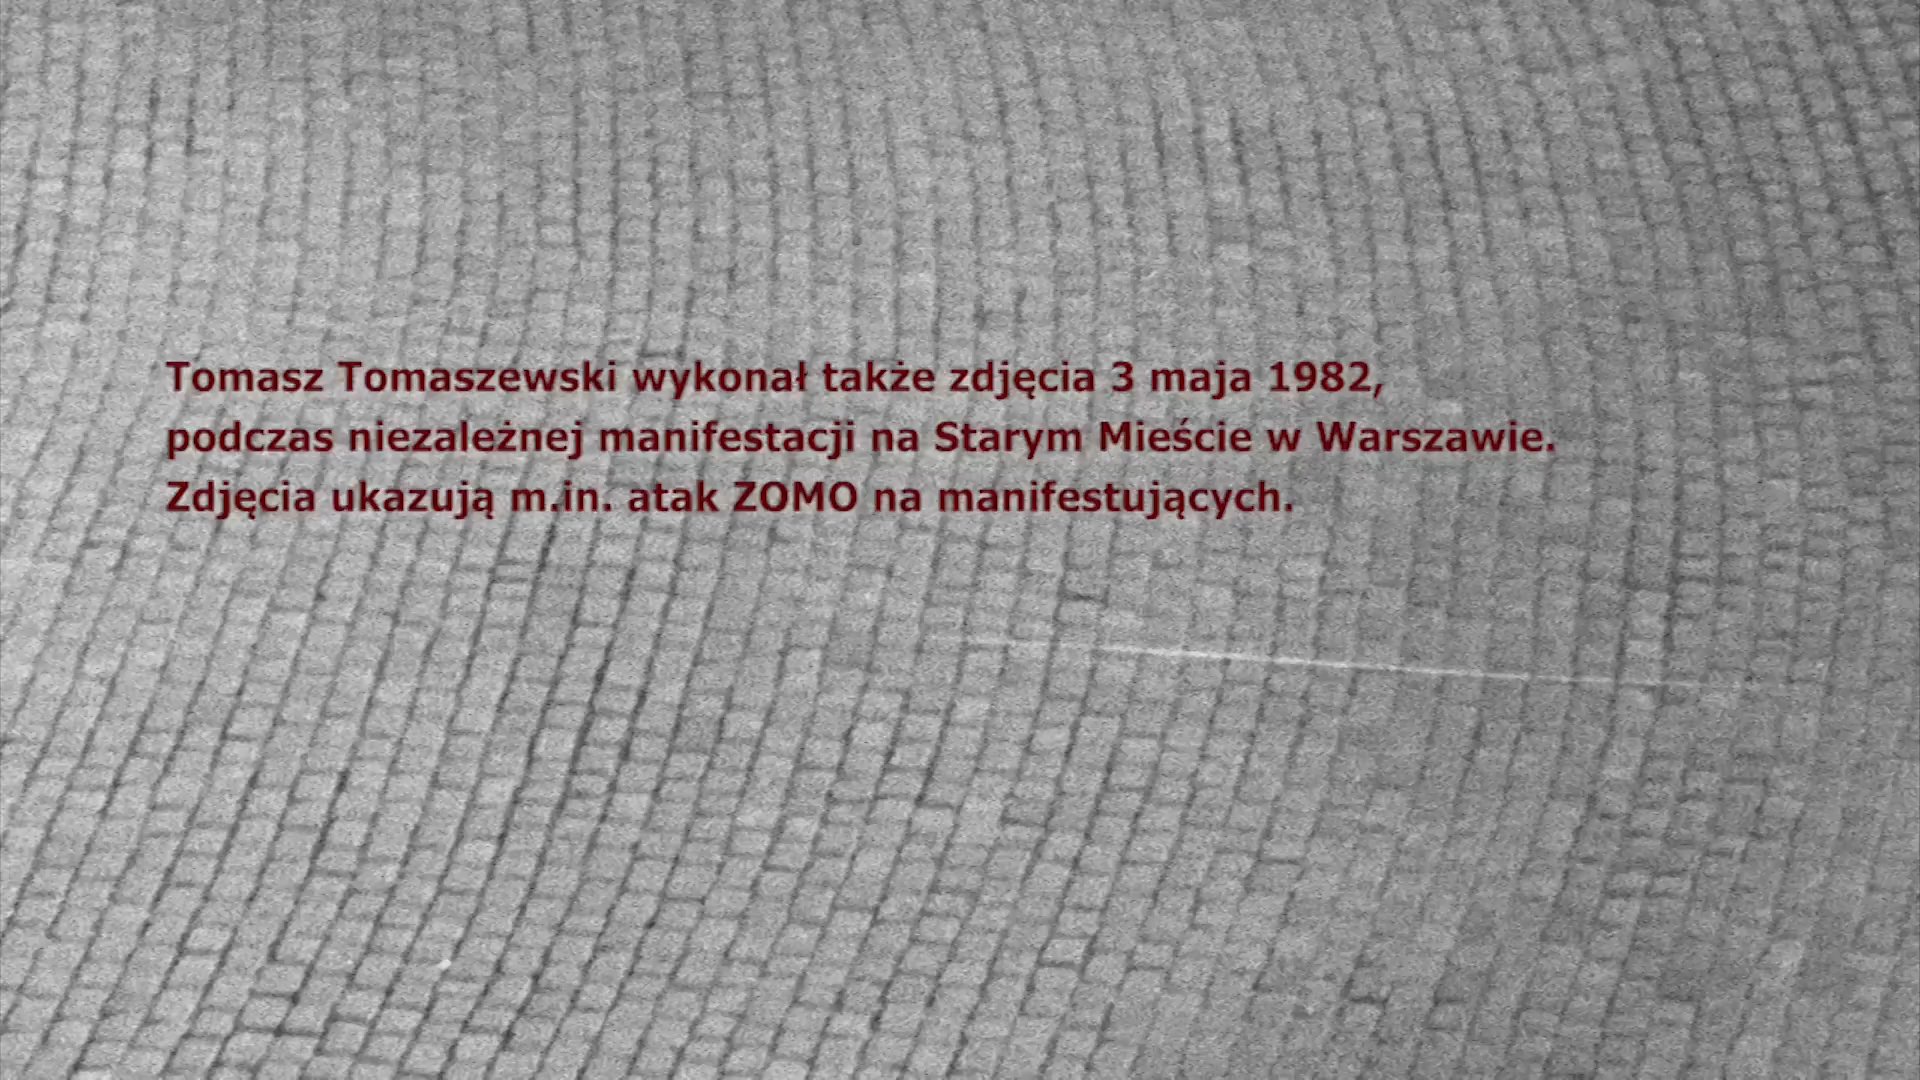 Tomasz Tomaszewski wykonał także zdjęcia 3 maja 1982,
podczas niezależnej manifestacji na Starym Mieście w Warszawie.
Zdjęcia ukazują m.in. atak ZOMO na manifestujących.